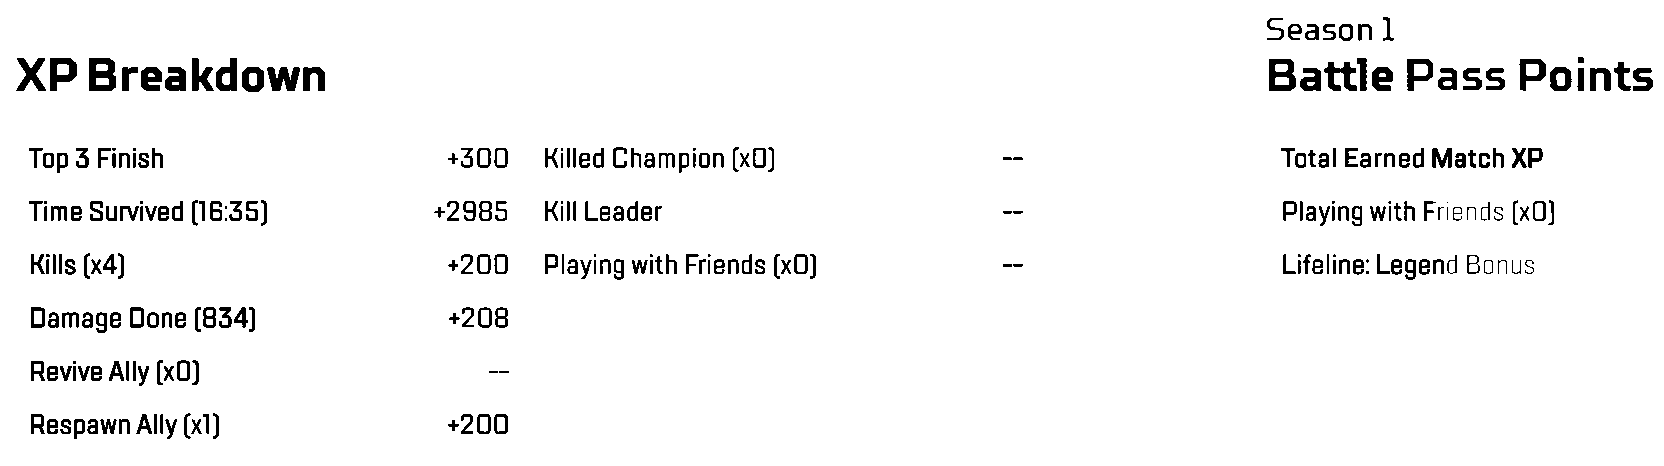 Season 1
XP Breakdown
Battle Pass Points
Top 3 Finish +300 Killed Champion (x0) -- Total Earned Match XP
Time Survived (16:35) +2985 Kill Leader -- Playing with Friends (x0)
Kills (x4) +200 Playing with Friends (x0) -- Lifeline: Legend Bonus
Damage Done (834) +208
Revive Ally (x0) --
Respawn Ally (x1) +200